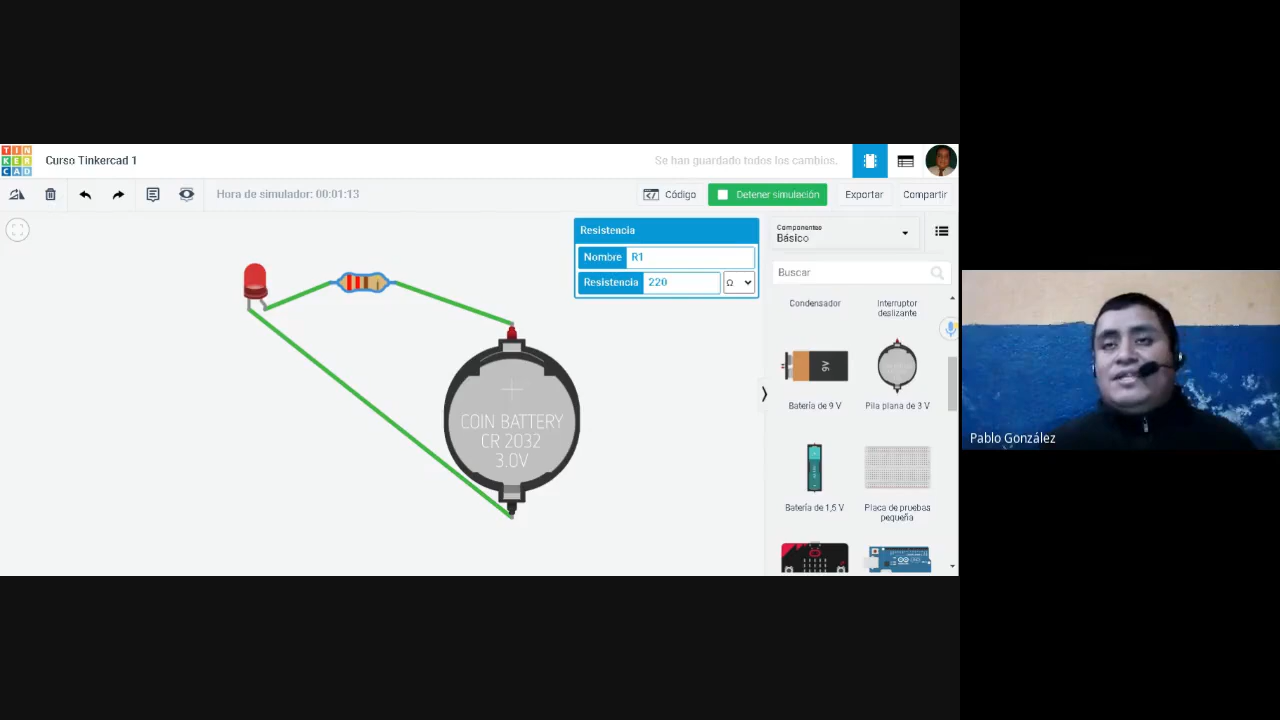 TIN
KER
CAD
Curso Tinkercad 1
Se han guardado todos los cambios.
Hora de simulador: 00:01:13
Código
Detener simulación
Exportar
Compartir
Resistencia
Nombre R1
Resistencia 220 Ω
Componentes
Básico
Buscar
Condensador
Interruptor
deslizante
9V
Batería de 9 V
Pila plana de 3 V
COIN BATTERY
CR 2032
3.0V
Batería de 1,5 V
Placa de pruebas
pequeña
Pablo González